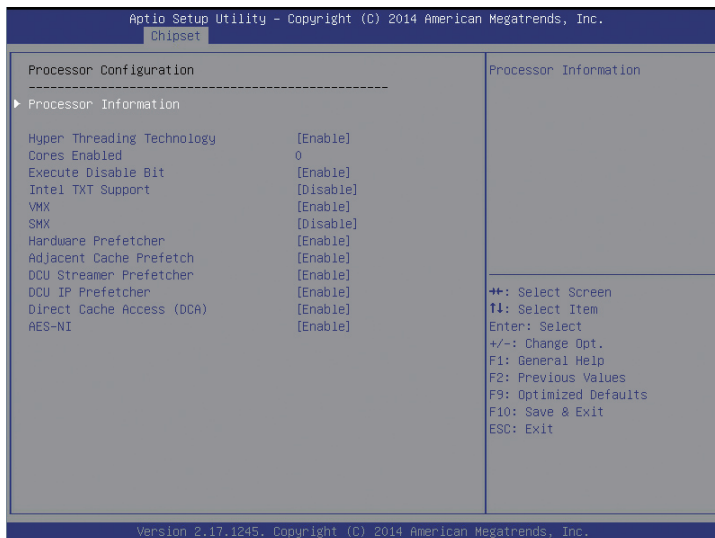 Aptio Setup Utility – Copyright (C) 2014 American Megatrends, Inc.
Chipset
Processor Configuration
--------------------------------------------------
Processor Information
Hyper Threading Technology [Enable]
Cores Enabled 0
Execute Disable Bit [Enable]
Intel TXT Support [Disable]
VMX [Enable]
SMX [Disable]
Hardware Prefetcher [Enable]
Adjacent Cache Prefetch [Enable]
DCU Streamer Prefetcher [Enable]
DCU IP Prefetcher [Enable]
Direct Cache Access (DCA) [Enable]
AES-NI [Enable]
Processor Information
→←: Select Screen
↑↓: Select Item
Enter: Select
+/-: Change Opt.
F1: General Help
F2: Previous Values
F9: Optimized Defaults
F10: Save & Exit
ESC: Exit
Version 2.17.1245. Copyright (C) 2014 American Megatrends, Inc.